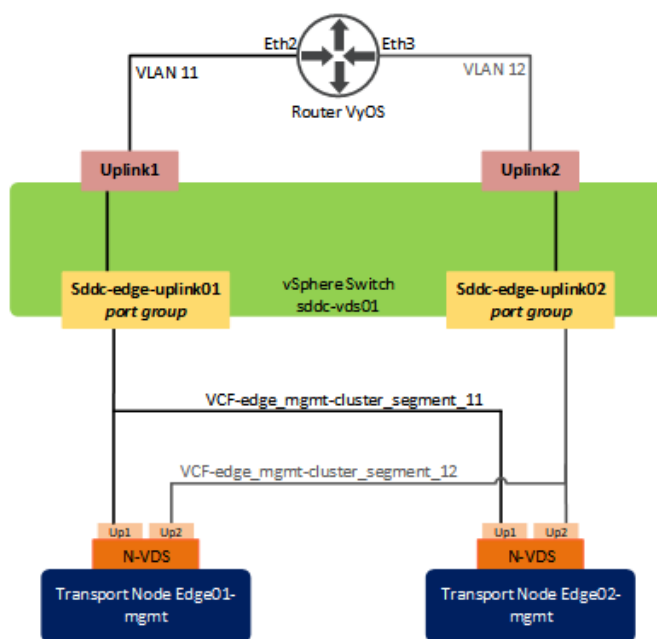 Eth2
Eth3
VLAN 11
VLAN 12
Router VyOS
Uplink1
Uplink2
Sddc-edge-uplink01
port group
vSphere Switch
sddc-vds01
Sddc-edge-uplink02
port group
VCF-edge_mgmt-cluster_segment_11
VCF-edge_mgmt-cluster_segment_12
Up1
Up2
Up1
Up2
N-VDS
N-VDS
Transport Node Edge01-
mgmt
Transport Node Edge02-
mgmt